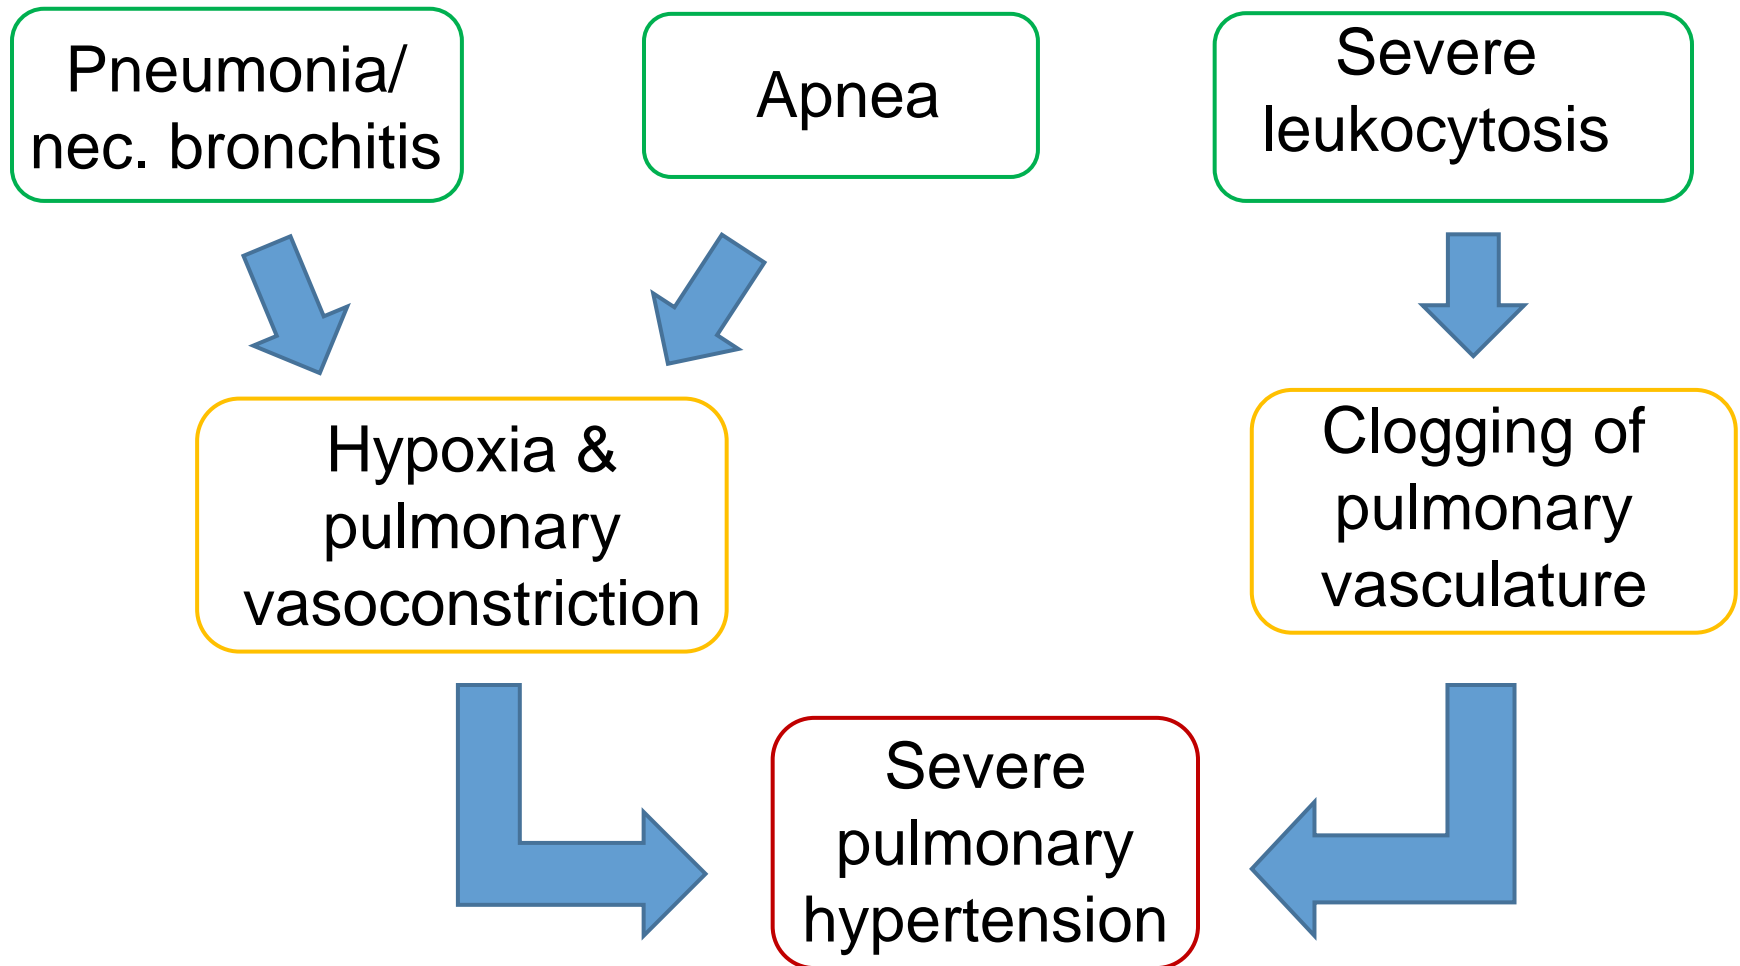 Pneumonia/
nec. bronchitis
Apnea
Severe
leukocytosis
Hypoxia &
pulmonary
vasoconstriction
Clogging of
pulmonary
vasculature
Severe
pulmonary
hypertension